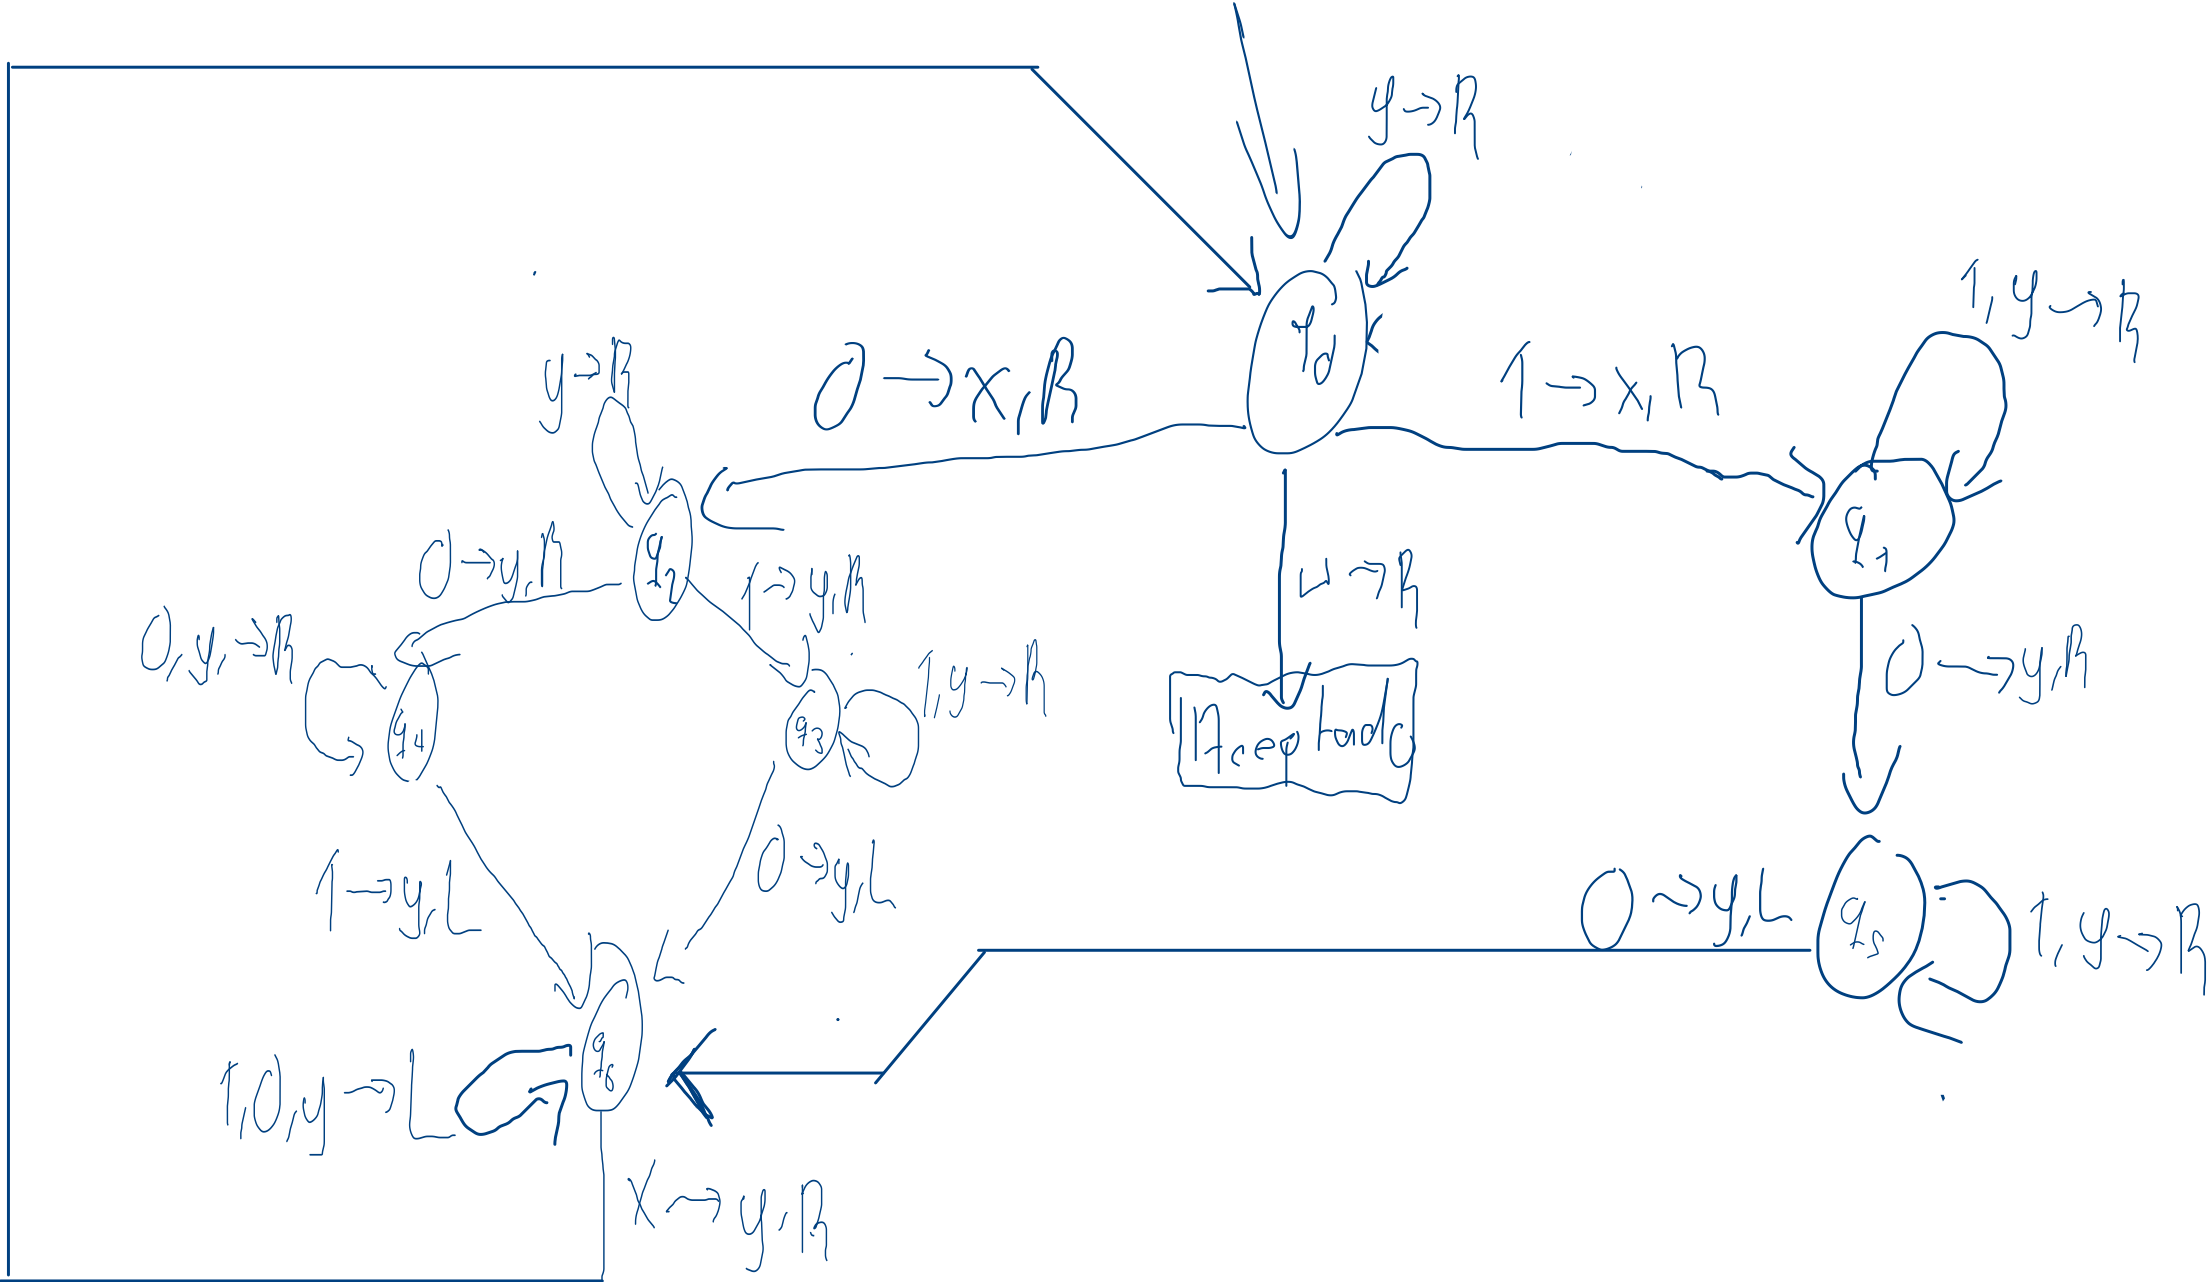 y→R
q0
1,y→R
y→R
0→x,R
1→x,R
q2
q1
0→y,R
1→y,R
⊔→R
0,y→R
1,y→R
0→y,R
q4
q3
1→y,L
0→y,L
0→y,L
q5
1,y→R
q6
1,0,y→L
x→y,R